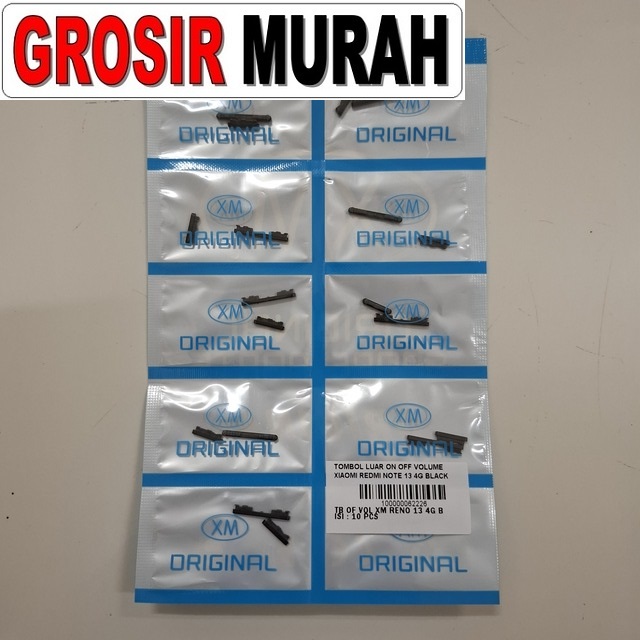 GROSIR MURAH
XM XM
ORIGINAL ORIGINAL
XM XM
ORIGINAL ORIGINAL
XM XM
ORIGINAL ORIGINAL
XM XM
ORIGINAL ORIGINAL
TOMBOL LUAR ON OFF VOLUME
XIAOMI REDMI NOTE 13 4G BLACK
100000062226
TB OF VOL XM RENO 13 4G B
ISI : 10 PCS
XM
ORIGINAL ORIGINAL